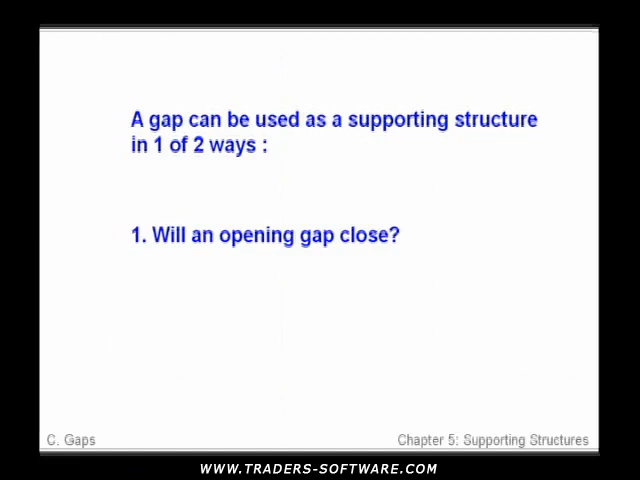 A gap can be used as a supporting structure
in 1 of 2 ways :
1. Will an opening gap close?
C. Gaps
Chapter 5: Supporting Structures
WWW.TRADERS-SOFTWARE.COM